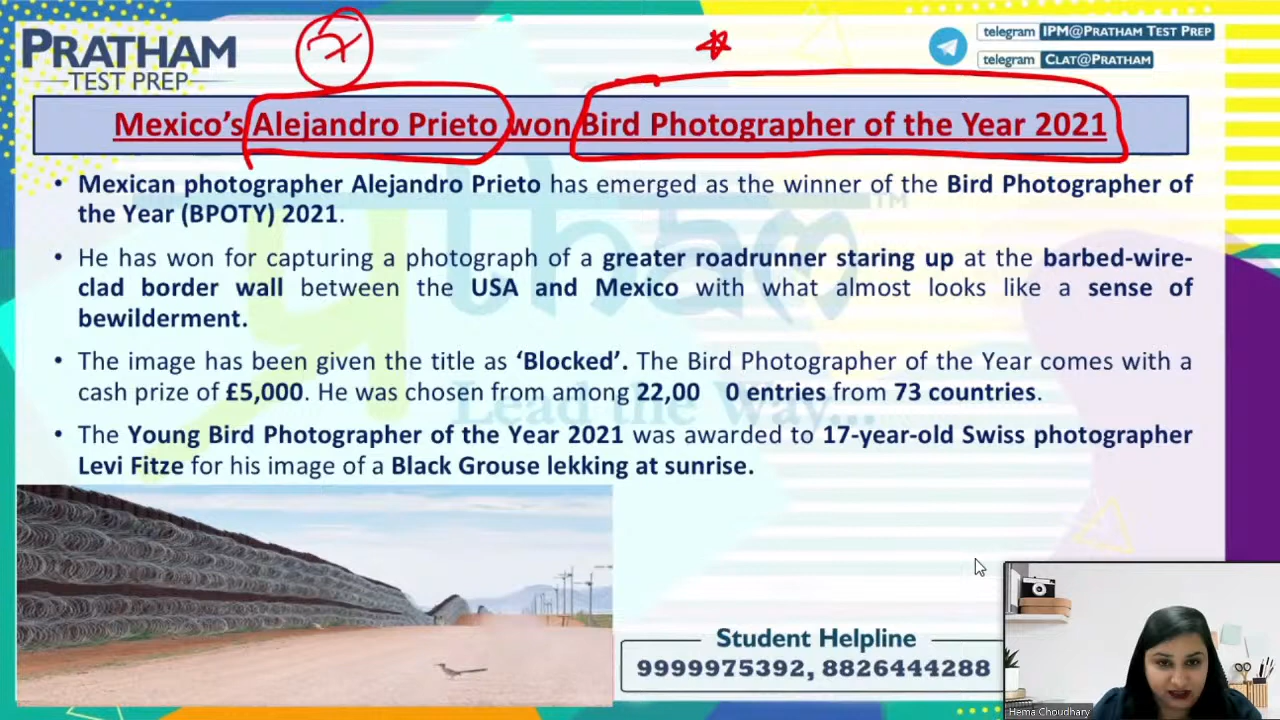 PRATHAM
TEST PREP
telegram IPM@PRATHAM TEST PREP
telegram CLAT@PRATHAM
Mexico's Alejandro Prieto won Bird Photographer of the Year 2021
• Mexican photographer Alejandro Prieto has emerged as the winner of the Bird Photographer of
the Year (BPOTY) 2021.
• He has won for capturing a photograph of a greater roadrunner staring up at the barbed-wire-
clad border wall between the USA and Mexico with what almost looks like a sense of
bewilderment.
• The image has been given the title as ‘Blocked’. The Bird Photographer of the Year comes with a
cash prize of £5,000. He was chosen from among 22,00 0 entries from 73 countries.
• The Young Bird Photographer of the Year 2021 was awarded to 17-year-old Swiss photographer
Levi Fitze for his image of a Black Grouse lekking at sunrise.
Lead the Way...
Student Helpline
9999975392, 8826444288
Hema Choudhary